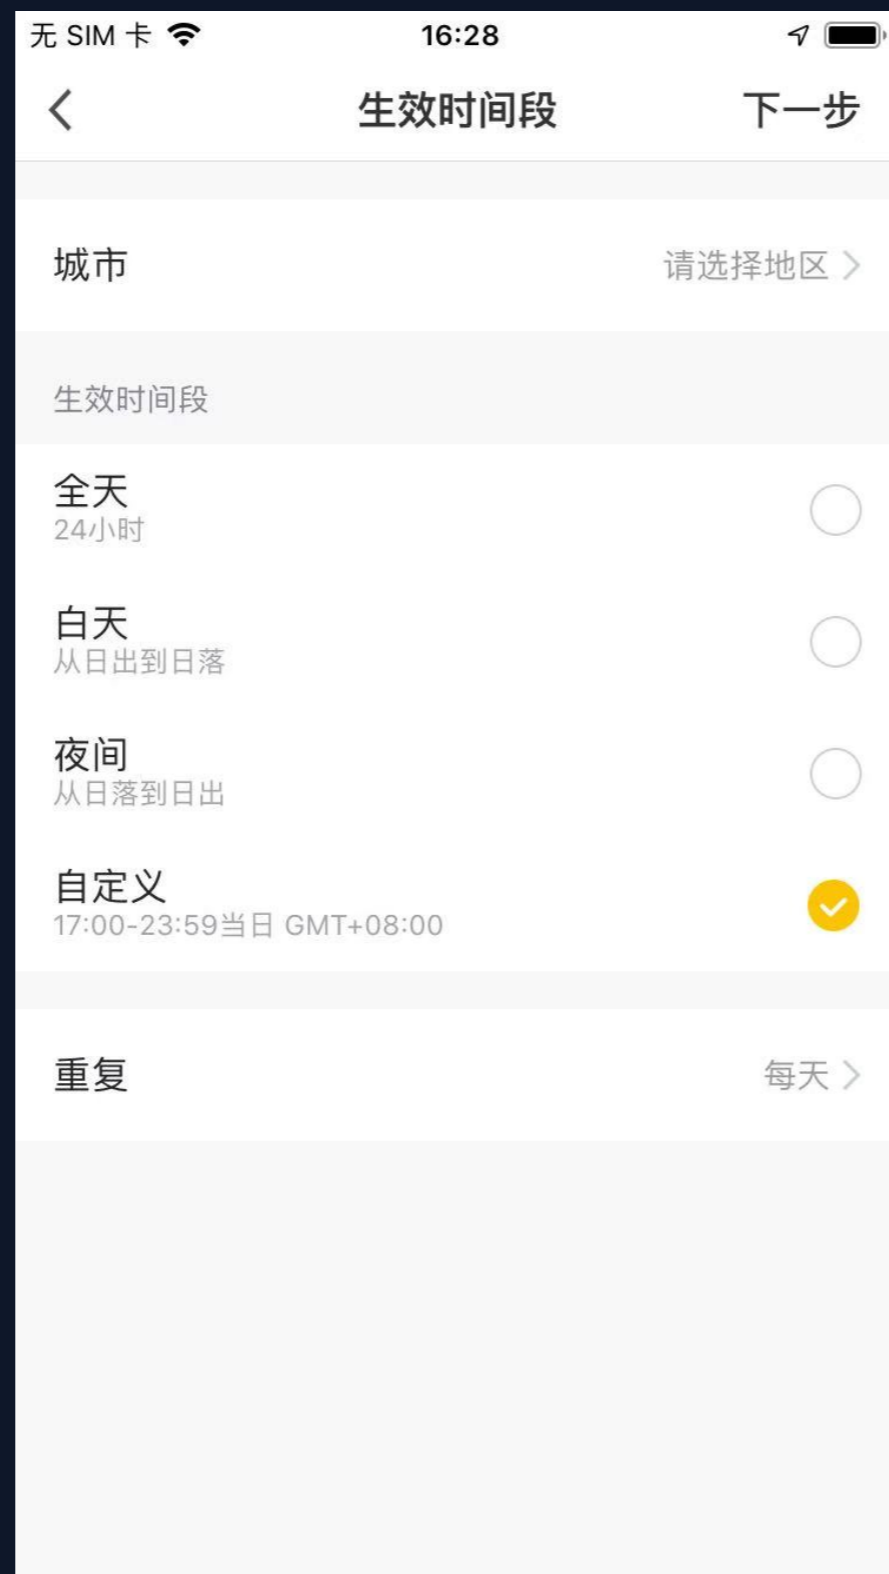 无 SIM 卡
16:28
生效时间段
下一步
城市
请选择地区
生效时间段
全天
24小时
白天
从日出到日落
夜间
从日落到日出
自定义
17:00-23:59当日 GMT+08:00
重复
每天